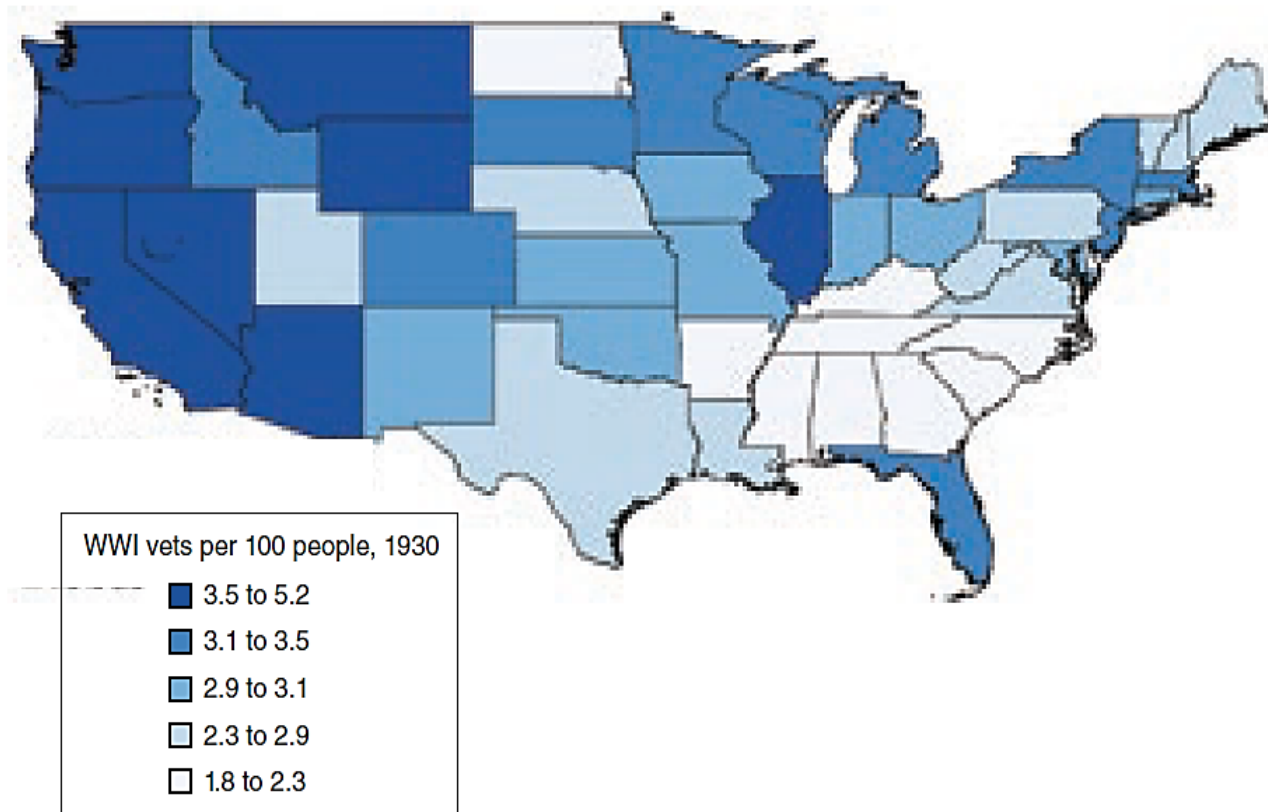 WWI vets per 100 people, 1930
3.5 to 5.2
3.1 to 3.5
2.9 to 3.1
2.3 to 2.9
1.8 to 2.3